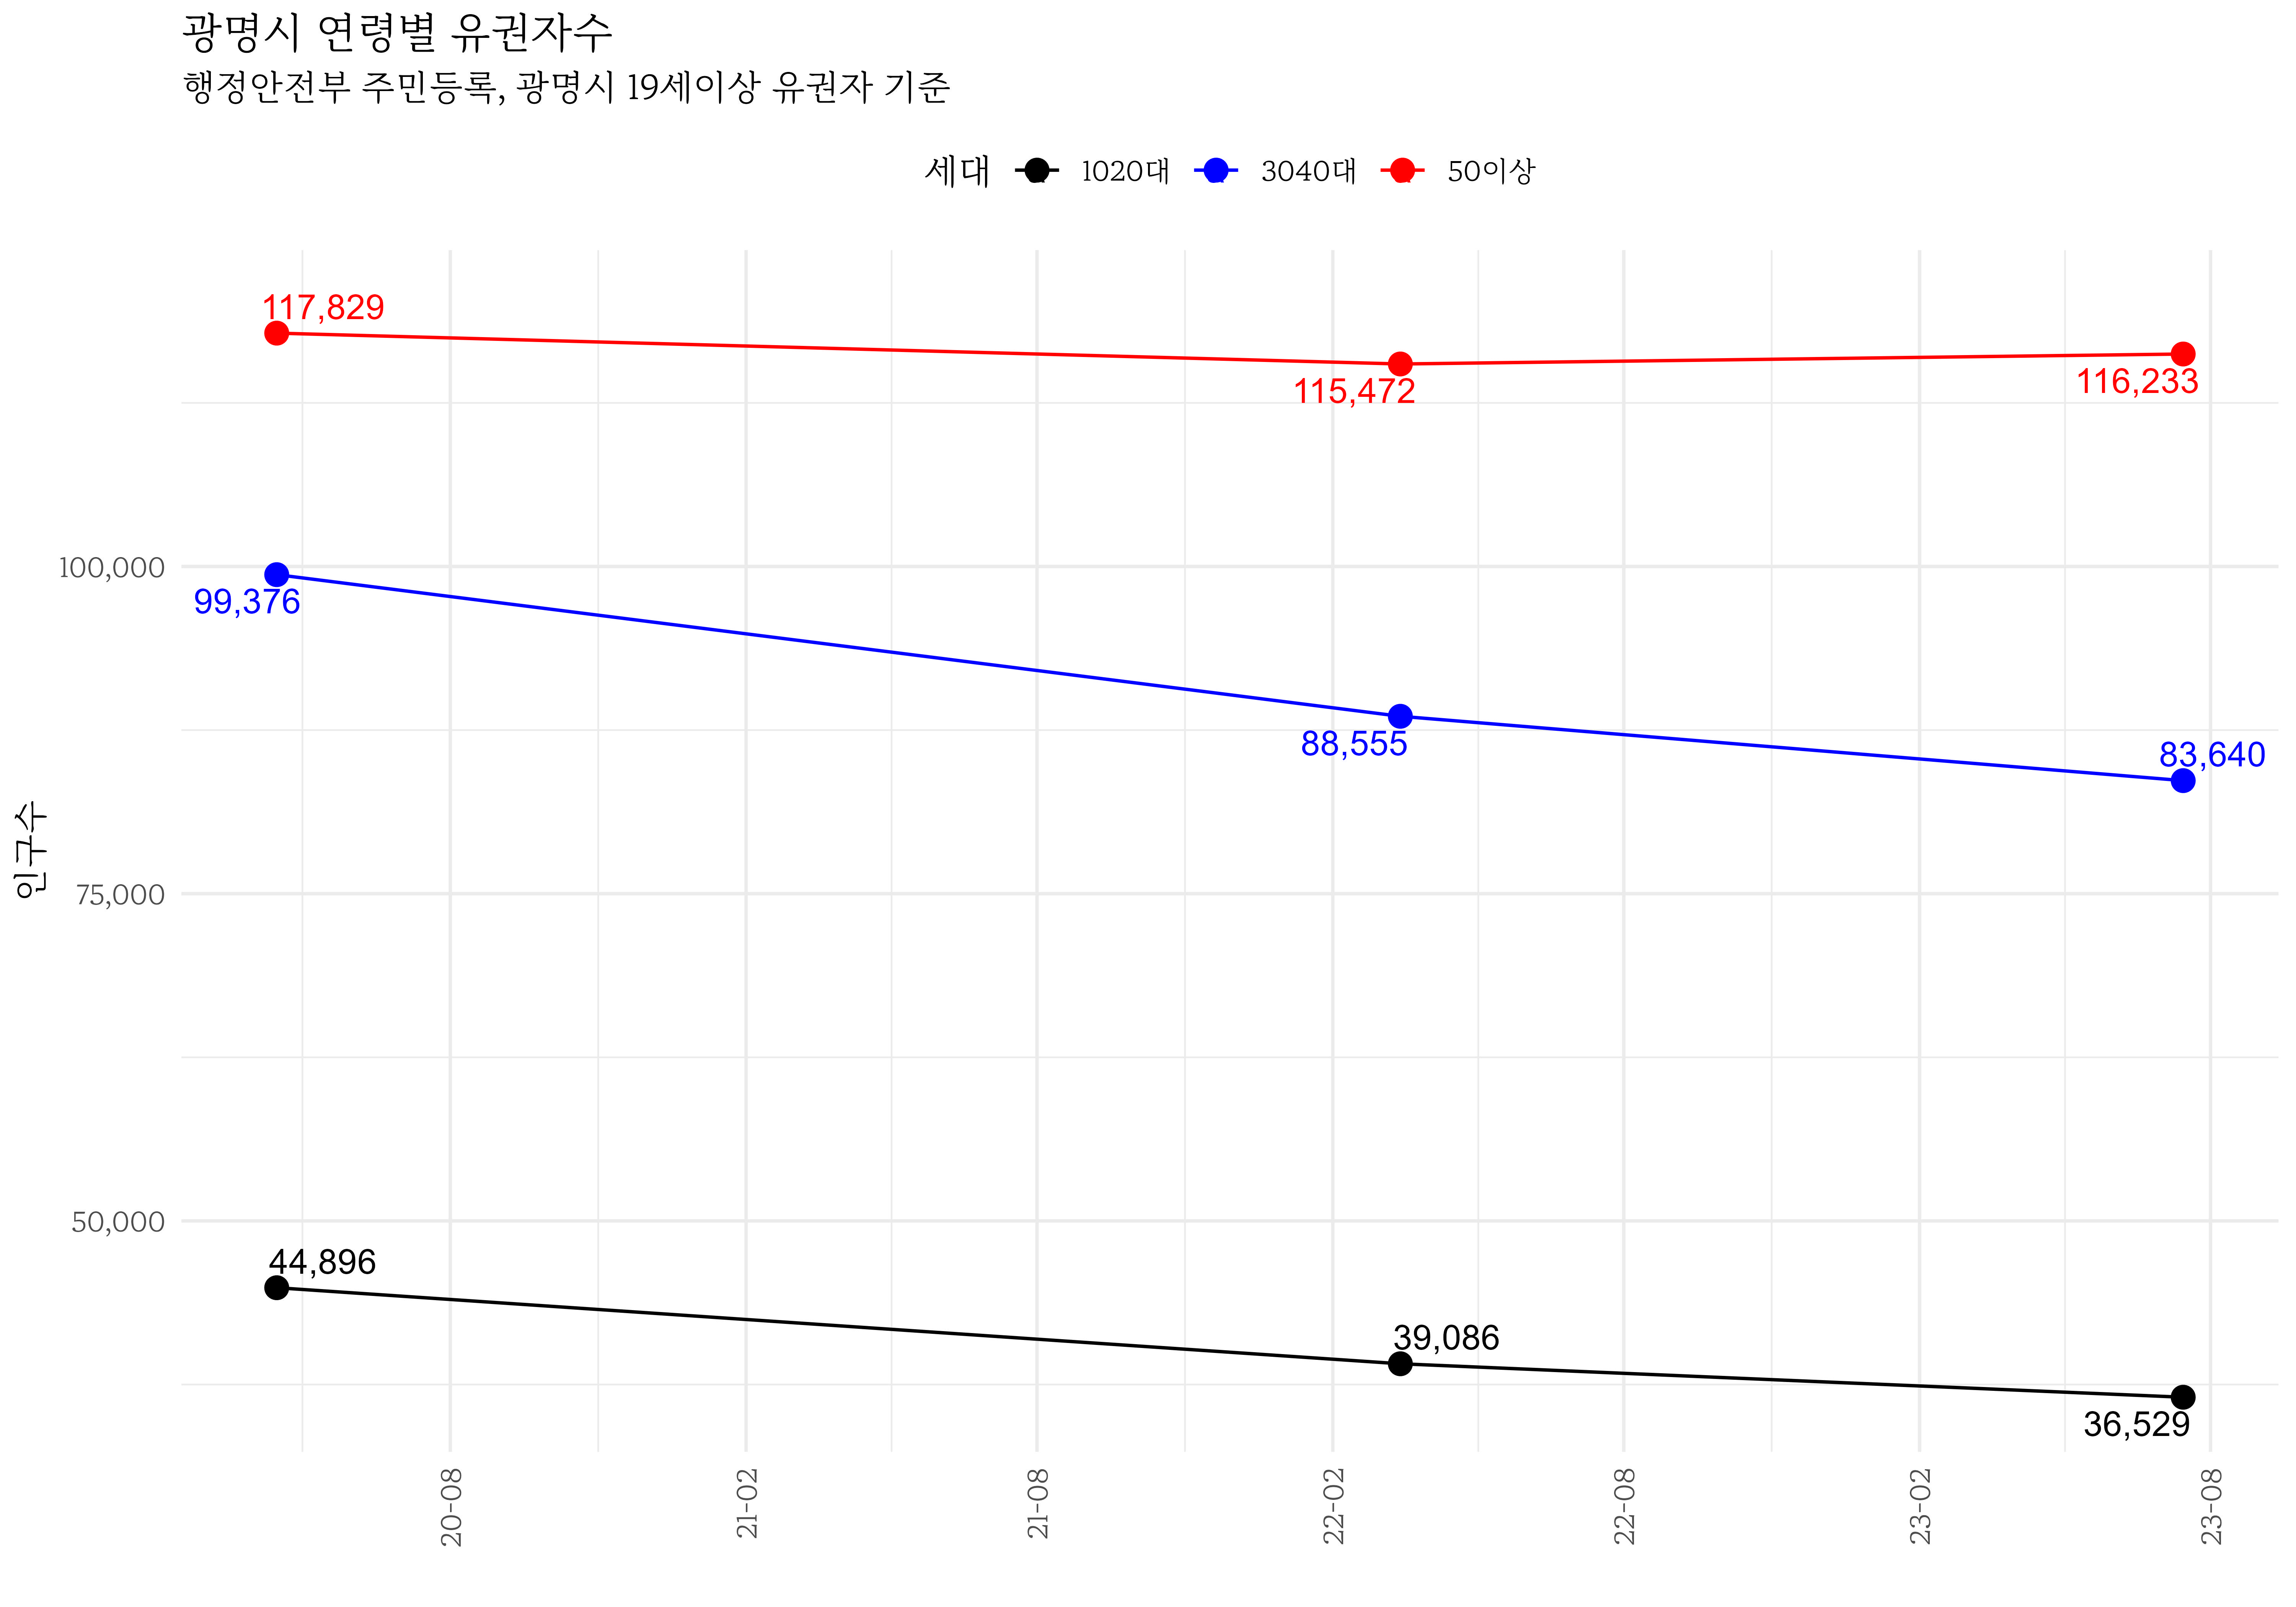 광명시 연령별 유권자수
행정안전부 주민등록, 광명시 19세이상 유권자 기준
세대 1020대 3040대 50이상
117,829
115,472
116,233
100,000
99,376
88,555
83,640
인구수
75,000
50,000
44,896
39,086
36,529
20-08 21-02 21-08 22-02 22-08 23-02 23-08